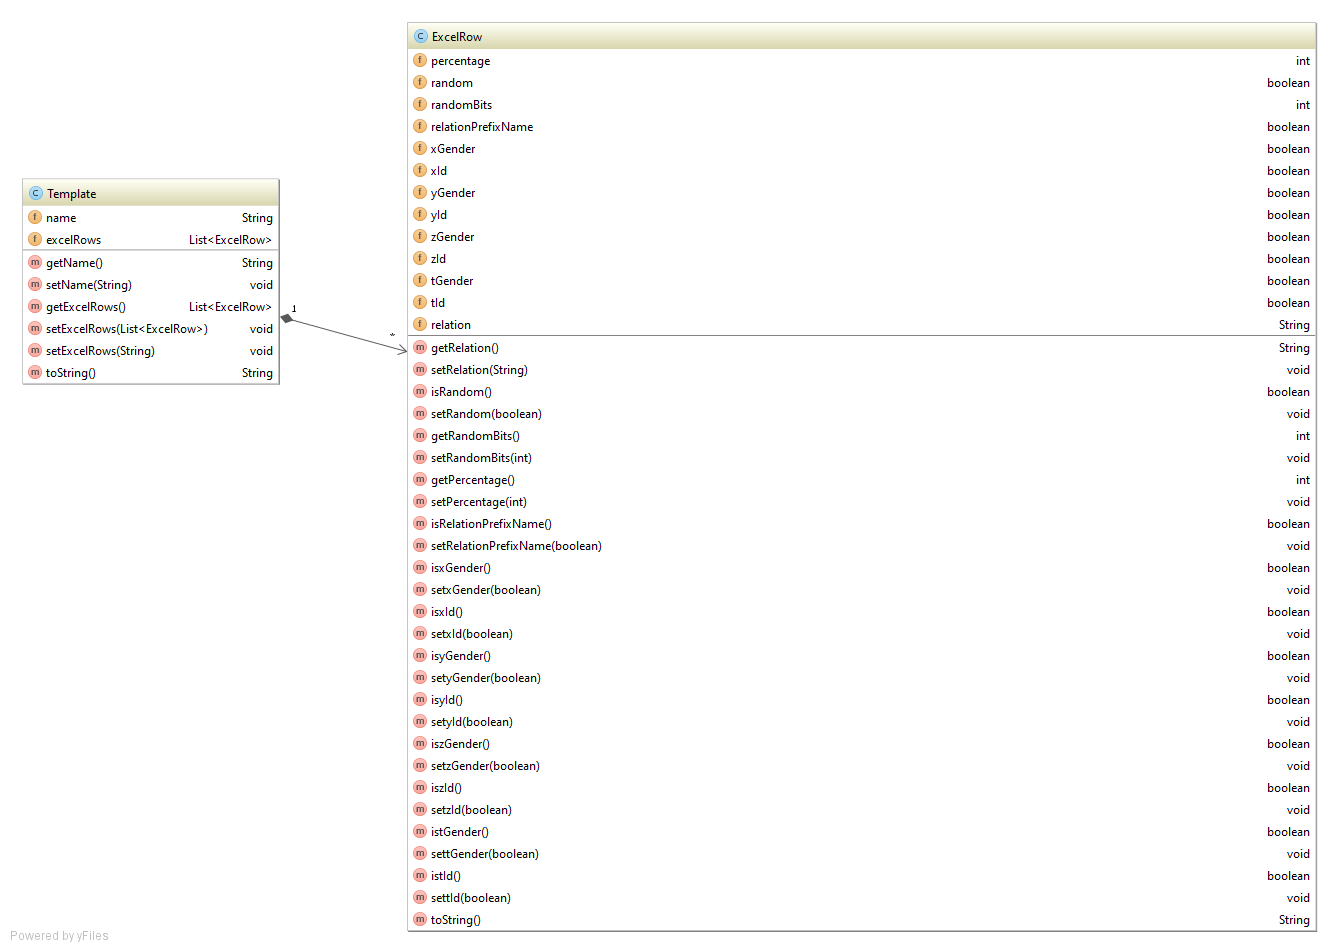 Template
name String
excelRows List<ExcelRow>
getName() String
setName(String) void
getExcelRows() List<ExcelRow>
setExcelRows(List<ExcelRow>) void
setExcelRows(String) void
toString() String
1
*
ExcelRow
percentage int
random boolean
randomBits int
relationPrefixName boolean
xGender boolean
xId boolean
yGender boolean
yId boolean
zGender boolean
zId boolean
tGender boolean
tId boolean
relation String
getRelation() String
setRelation(String) void
isRandom() boolean
setRandom(boolean) void
getRandomBits() int
setRandomBits(int) void
getPercentage() int
setPercentage(int) void
isRelationPrefixName() boolean
setRelationPrefixName(boolean) void
isxGender() boolean
setxGender(boolean) void
isxId() boolean
setxId(boolean) void
isyGender() boolean
setyGender(boolean) void
isyId() boolean
setyId(boolean) void
iszGender() boolean
setzGender(boolean) void
iszId() boolean
setzId(boolean) void
istGender() boolean
settGender(boolean) void
istId() boolean
settId(boolean) void
toString() String
Powered by yFiles